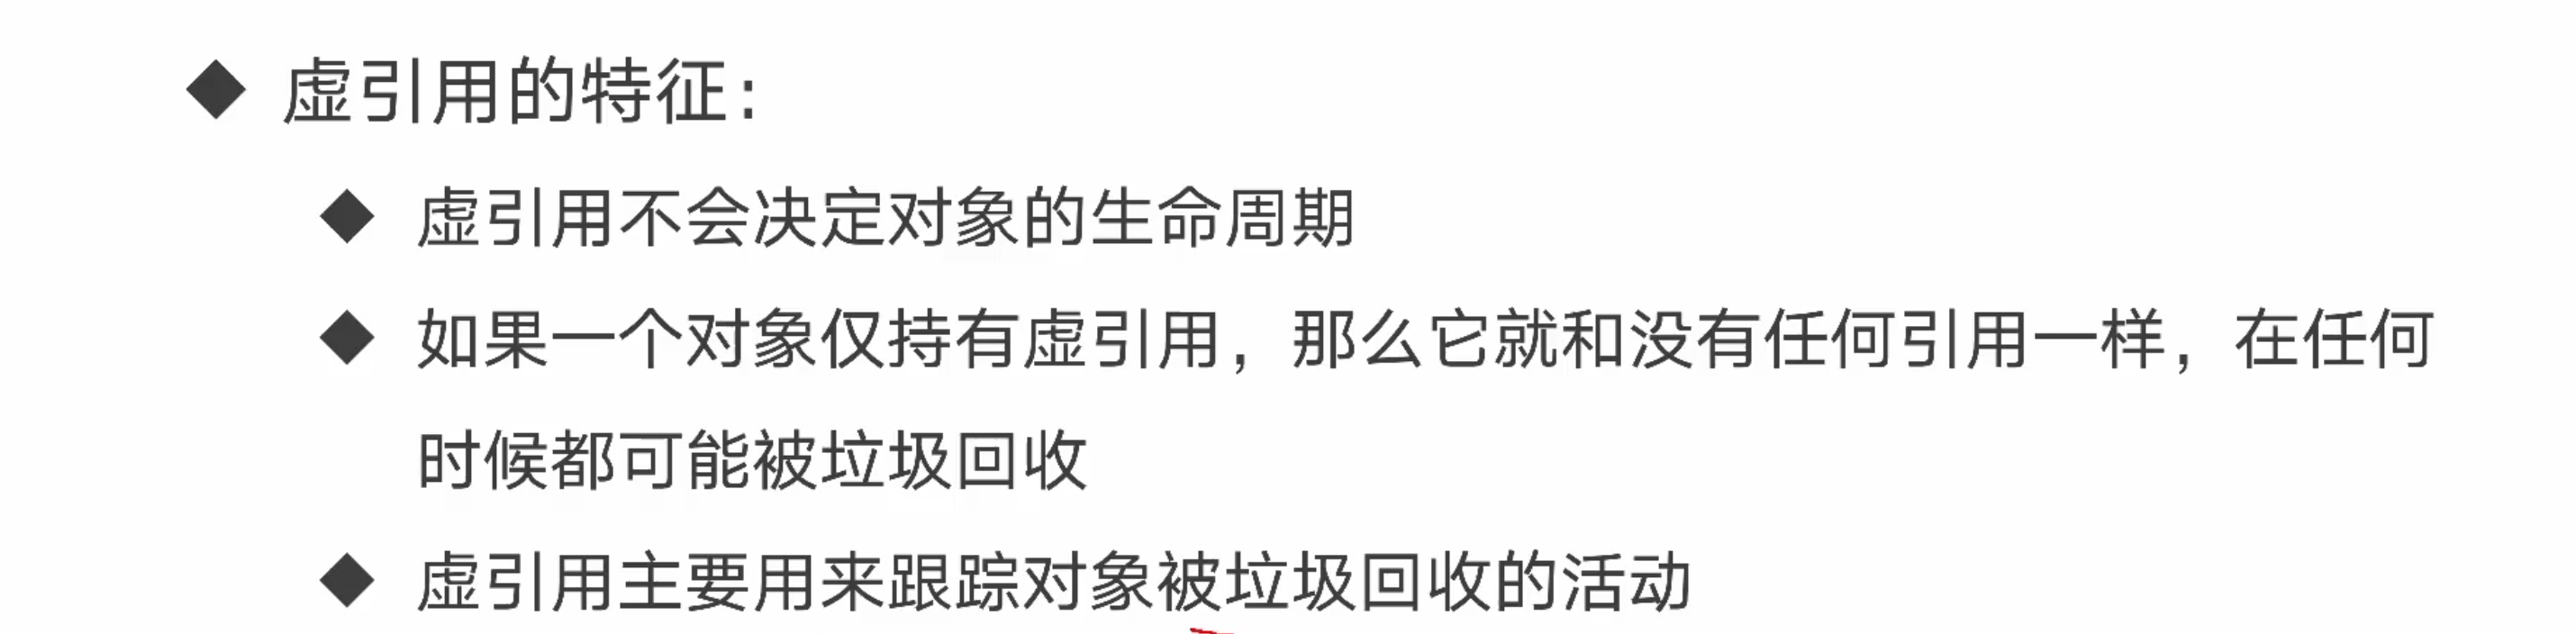 ◆ 虚引用的特征：
◆ 虚引用不会决定对象的生命周期
◆ 如果一个对象仅持有虚引用，那么它就和没有任何引用一样，在任何
时候都可能被垃圾回收
◆ 虚引用主要用来跟踪对象被垃圾回收的活动